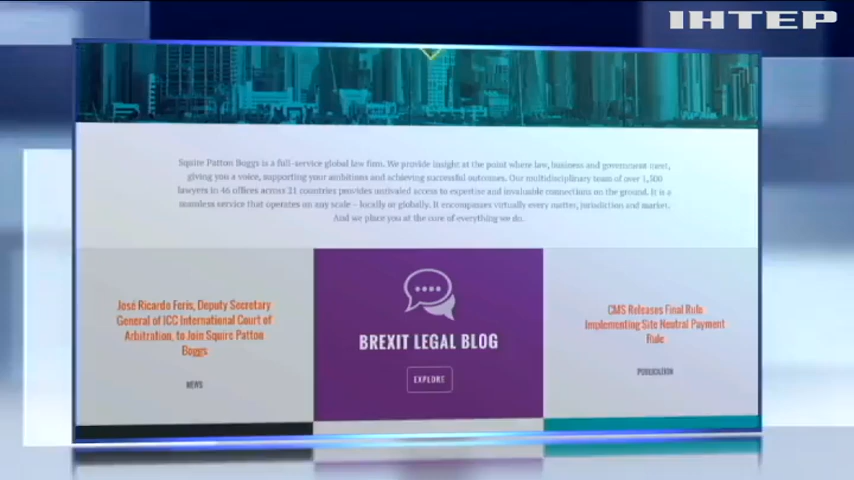 ІНТЕР
Squire Patton Boggs is a full-service global law firm. We provide insight at the point where law, business and government meet,
giving you a voice, supporting your ambitions and achieving successful outcomes. Our multidisciplinary team of over 1,500
lawyers in 46 offices across 21 countries provides unrivaled access to expertise and invaluable connections on the ground. It is a
seamless service that operates on any scale – locally or globally. It encompasses virtually every matter, jurisdiction and market.
And we place you at the core of everything we do.
José Ricardo Feris, Deputy Secretary
General of ICC International Court of
Arbitration, to Join Squire Patton
Boggs
NEWS
BREXIT LEGAL BLOG
EXPLORE
CMS Releases Final Rule
Implementing Site Neutral Payment
Rule
PUBLICATION